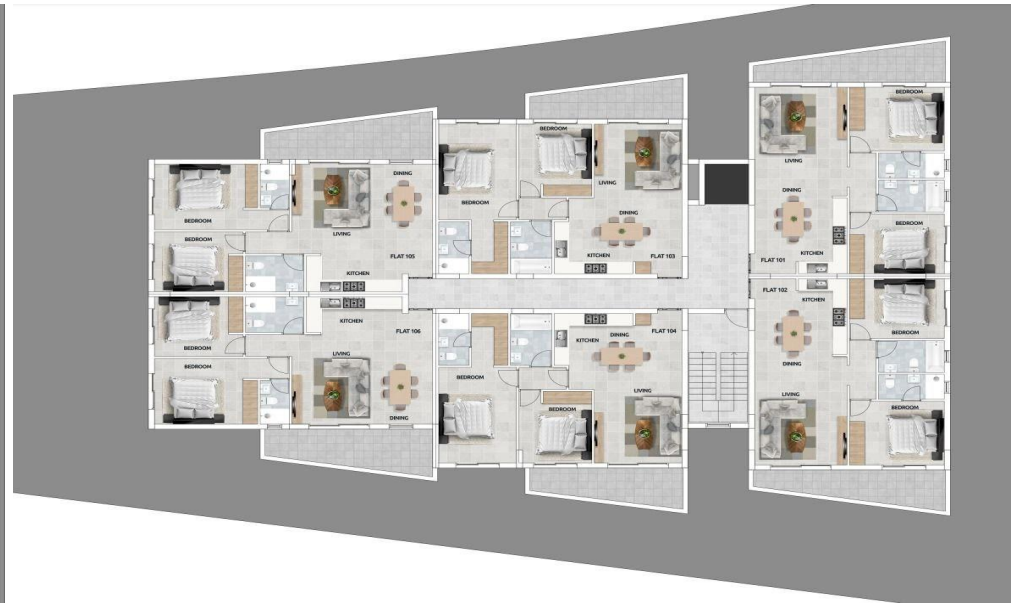 BEDROOM
LIVING
DINING
KITCHEN
FLAT 101
BEDROOM
BEDROOM
BEDROOM
LIVING
DINING
KITCHEN
FLAT 103
BEDROOM
BEDROOM
LIVING
DINING
KITCHEN
FLAT 105
BEDROOM
BEDROOM
KITCHEN
FLAT 106
LIVING
DINING
BEDROOM
BEDROOM
KITCHEN
DINING
FLAT 104
LIVING
FLAT 102
KITCHEN
BEDROOM
DINING
LIVING
BEDROOM